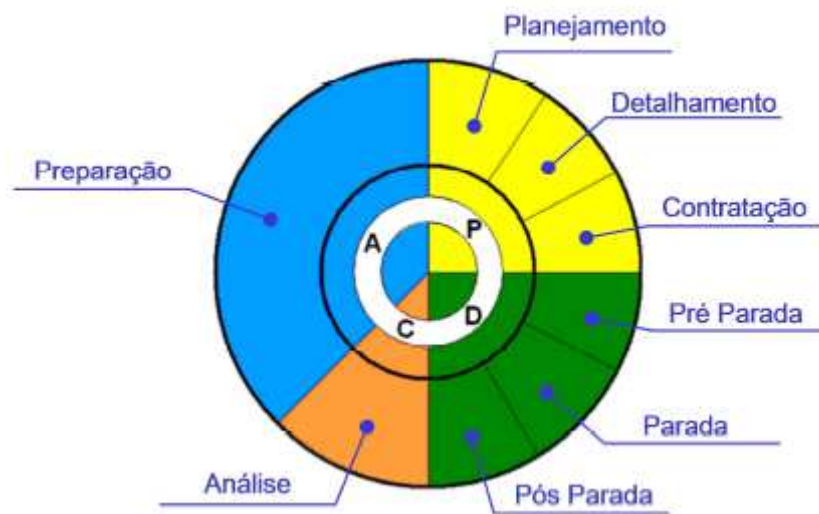 Planejamento
Detalhamento
Preparação
Contratação
A
P
C
D
Pré Parada
Parada
Análise
Pós Parada